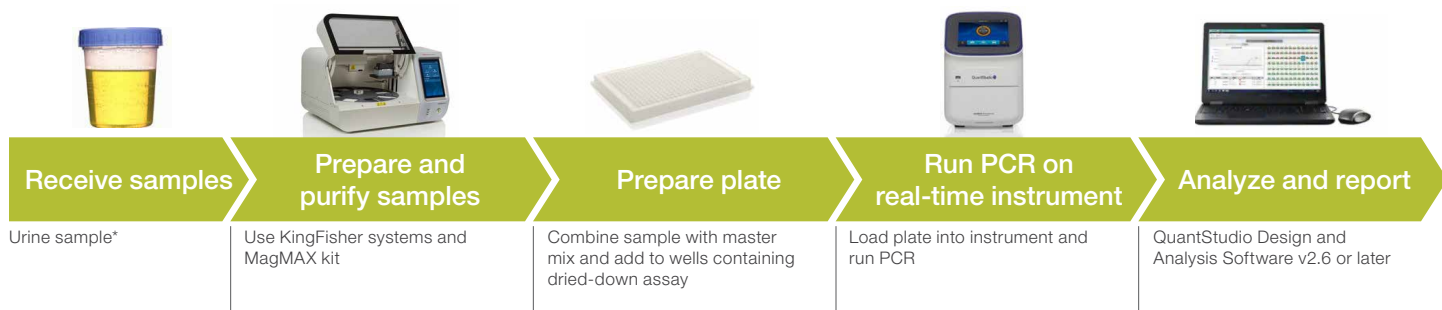 QuantStudio
Receive samples
Prepare and
purify samples
Prepare plate
Run PCR on
real-time instrument
Analyze and report
Urine sample*
Use KingFisher systems and
MagMAX kit
Combine sample with master
mix and add to wells containing
dried-down assay
Load plate into instrument and
run PCR
QuantStudio Design and
Analysis Software v2.6 or later